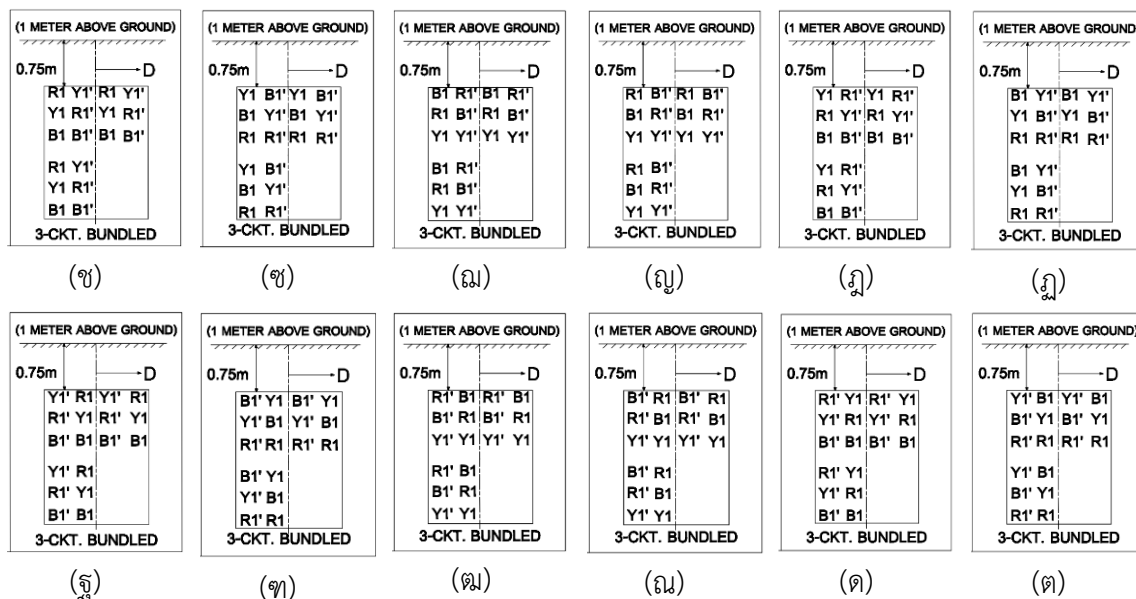 (1 METER ABOVE GROUND)
0.75m
D
R1 Y1' R1 Y1'
Y1 R1' Y1 R1'
B1 B1' B1 B1'
R1 Y1'
Y1 R1'
B1 B1'
3-CKT. BUNDLED
(ช)
(1 METER ABOVE GROUND)
0.75m
D
Y1 B1' Y1 B1'
B1 Y1' B1 Y1'
R1 R1' R1 R1'
Y1 B1'
B1 Y1'
R1 R1'
3-CKT. BUNDLED
(ซ)
(1 METER ABOVE GROUND)
0.75m
D
B1 R1' B1 R1'
R1 B1' R1 B1'
Y1 Y1' Y1 Y1'
B1 R1'
R1 B1'
Y1 Y1'
3-CKT. BUNDLED
(ฌ)
(1 METER ABOVE GROUND)
0.75m
D
R1 B1' R1 B1'
B1 R1' B1 R1'
Y1 Y1' Y1 Y1'
R1 B1'
B1 R1'
Y1 Y1'
3-CKT. BUNDLED
(ญ)
(1 METER ABOVE GROUND)
0.75m
D
Y1 R1' Y1 R1'
R1 Y1' R1 Y1'
B1 B1' B1 B1'
Y1 R1'
R1 Y1'
B1 B1'
3-CKT. BUNDLED
(ฎ)
(1 METER ABOVE GROUND)
0.75m
D
B1 Y1' B1 Y1'
Y1 B1' Y1 B1'
R1 R1' R1 R1'
B1 Y1'
Y1 B1'
R1 R1'
3-CKT. BUNDLED
(ฏ)
(1 METER ABOVE GROUND)
0.75m
D
Y1' R1 Y1' R1
R1' Y1 R1' Y1
B1' B1 B1' B1
Y1' R1
R1' Y1
B1' B1
3-CKT. BUNDLED
(ฐ)
(1 METER ABOVE GROUND)
0.75m
D
B1' Y1 B1' Y1
Y1' B1 Y1' B1
R1' R1 R1' R1
B1' Y1
Y1' B1
R1' R1
3-CKT. BUNDLED
(ฑ)
(1 METER ABOVE GROUND)
0.75m
D
R1' B1 R1' B1
B1' R1 B1' R1
Y1' Y1 Y1' Y1
R1' B1
B1' R1
Y1' Y1
3-CKT. BUNDLED
(ฒ)
(1 METER ABOVE GROUND)
0.75m
D
B1' R1 B1' R1
R1' B1 R1' B1
Y1' Y1 Y1' Y1
B1' R1
R1' B1
Y1' Y1
3-CKT. BUNDLED
(ณ)
(1 METER ABOVE GROUND)
0.75m
D
R1' Y1 R1' Y1
Y1' R1 Y1' R1
B1' B1 B1' B1
R1' Y1
Y1' R1
B1' B1
3-CKT. BUNDLED
(ด)
(1 METER ABOVE GROUND)
0.75m
D
Y1' B1 Y1' B1
B1' Y1 B1' Y1
R1' R1 R1' R1
Y1' B1
B1' Y1
R1' R1
3-CKT. BUNDLED
(ต)